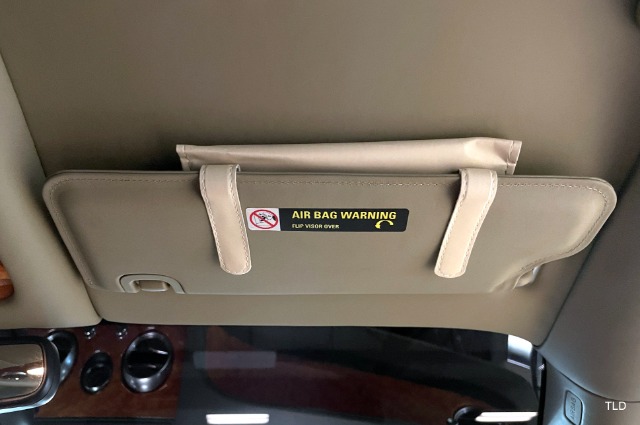 AIR BAG WARNING
FLIP VISOR OVER
TLD